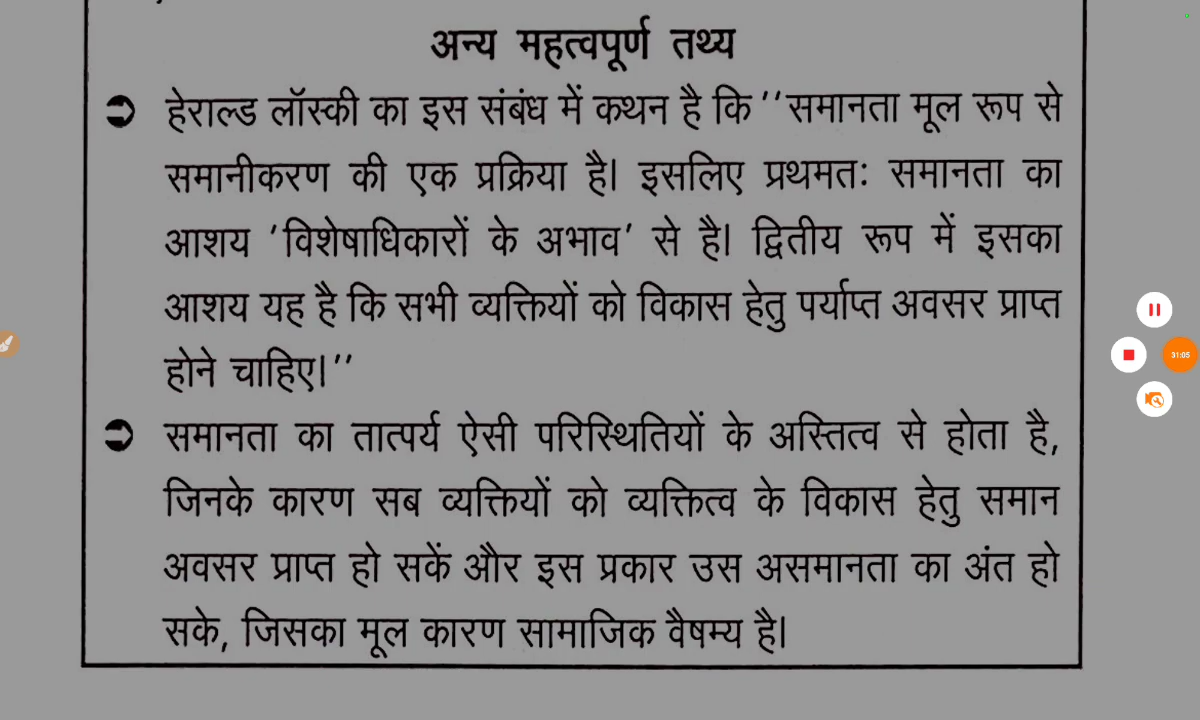 अन्य महत्वपूर्ण तथ्य
➲ हेराल्ड लॉस्की का इस संबंध में कथन है कि ''समानता मूल रूप से
समानीकरण की एक प्रक्रिया है। इसलिए प्रथमतः समानता का
आशय 'विशेषाधिकारों के अभाव' से है। द्वितीय रूप में इसका
आशय यह है कि सभी व्यक्तियों को विकास हेतु पर्याप्त अवसर प्राप्त
होने चाहिए।''
➲ समानता का तात्पर्य ऐसी परिस्थितियों के अस्तित्व से होता है,
जिनके कारण सब व्यक्तियों को व्यक्तित्व के विकास हेतु समान
अवसर प्राप्त हो सकें और इस प्रकार उस असमानता का अंत हो
सके, जिसका मूल कारण सामाजिक वैषम्य है।
31:05